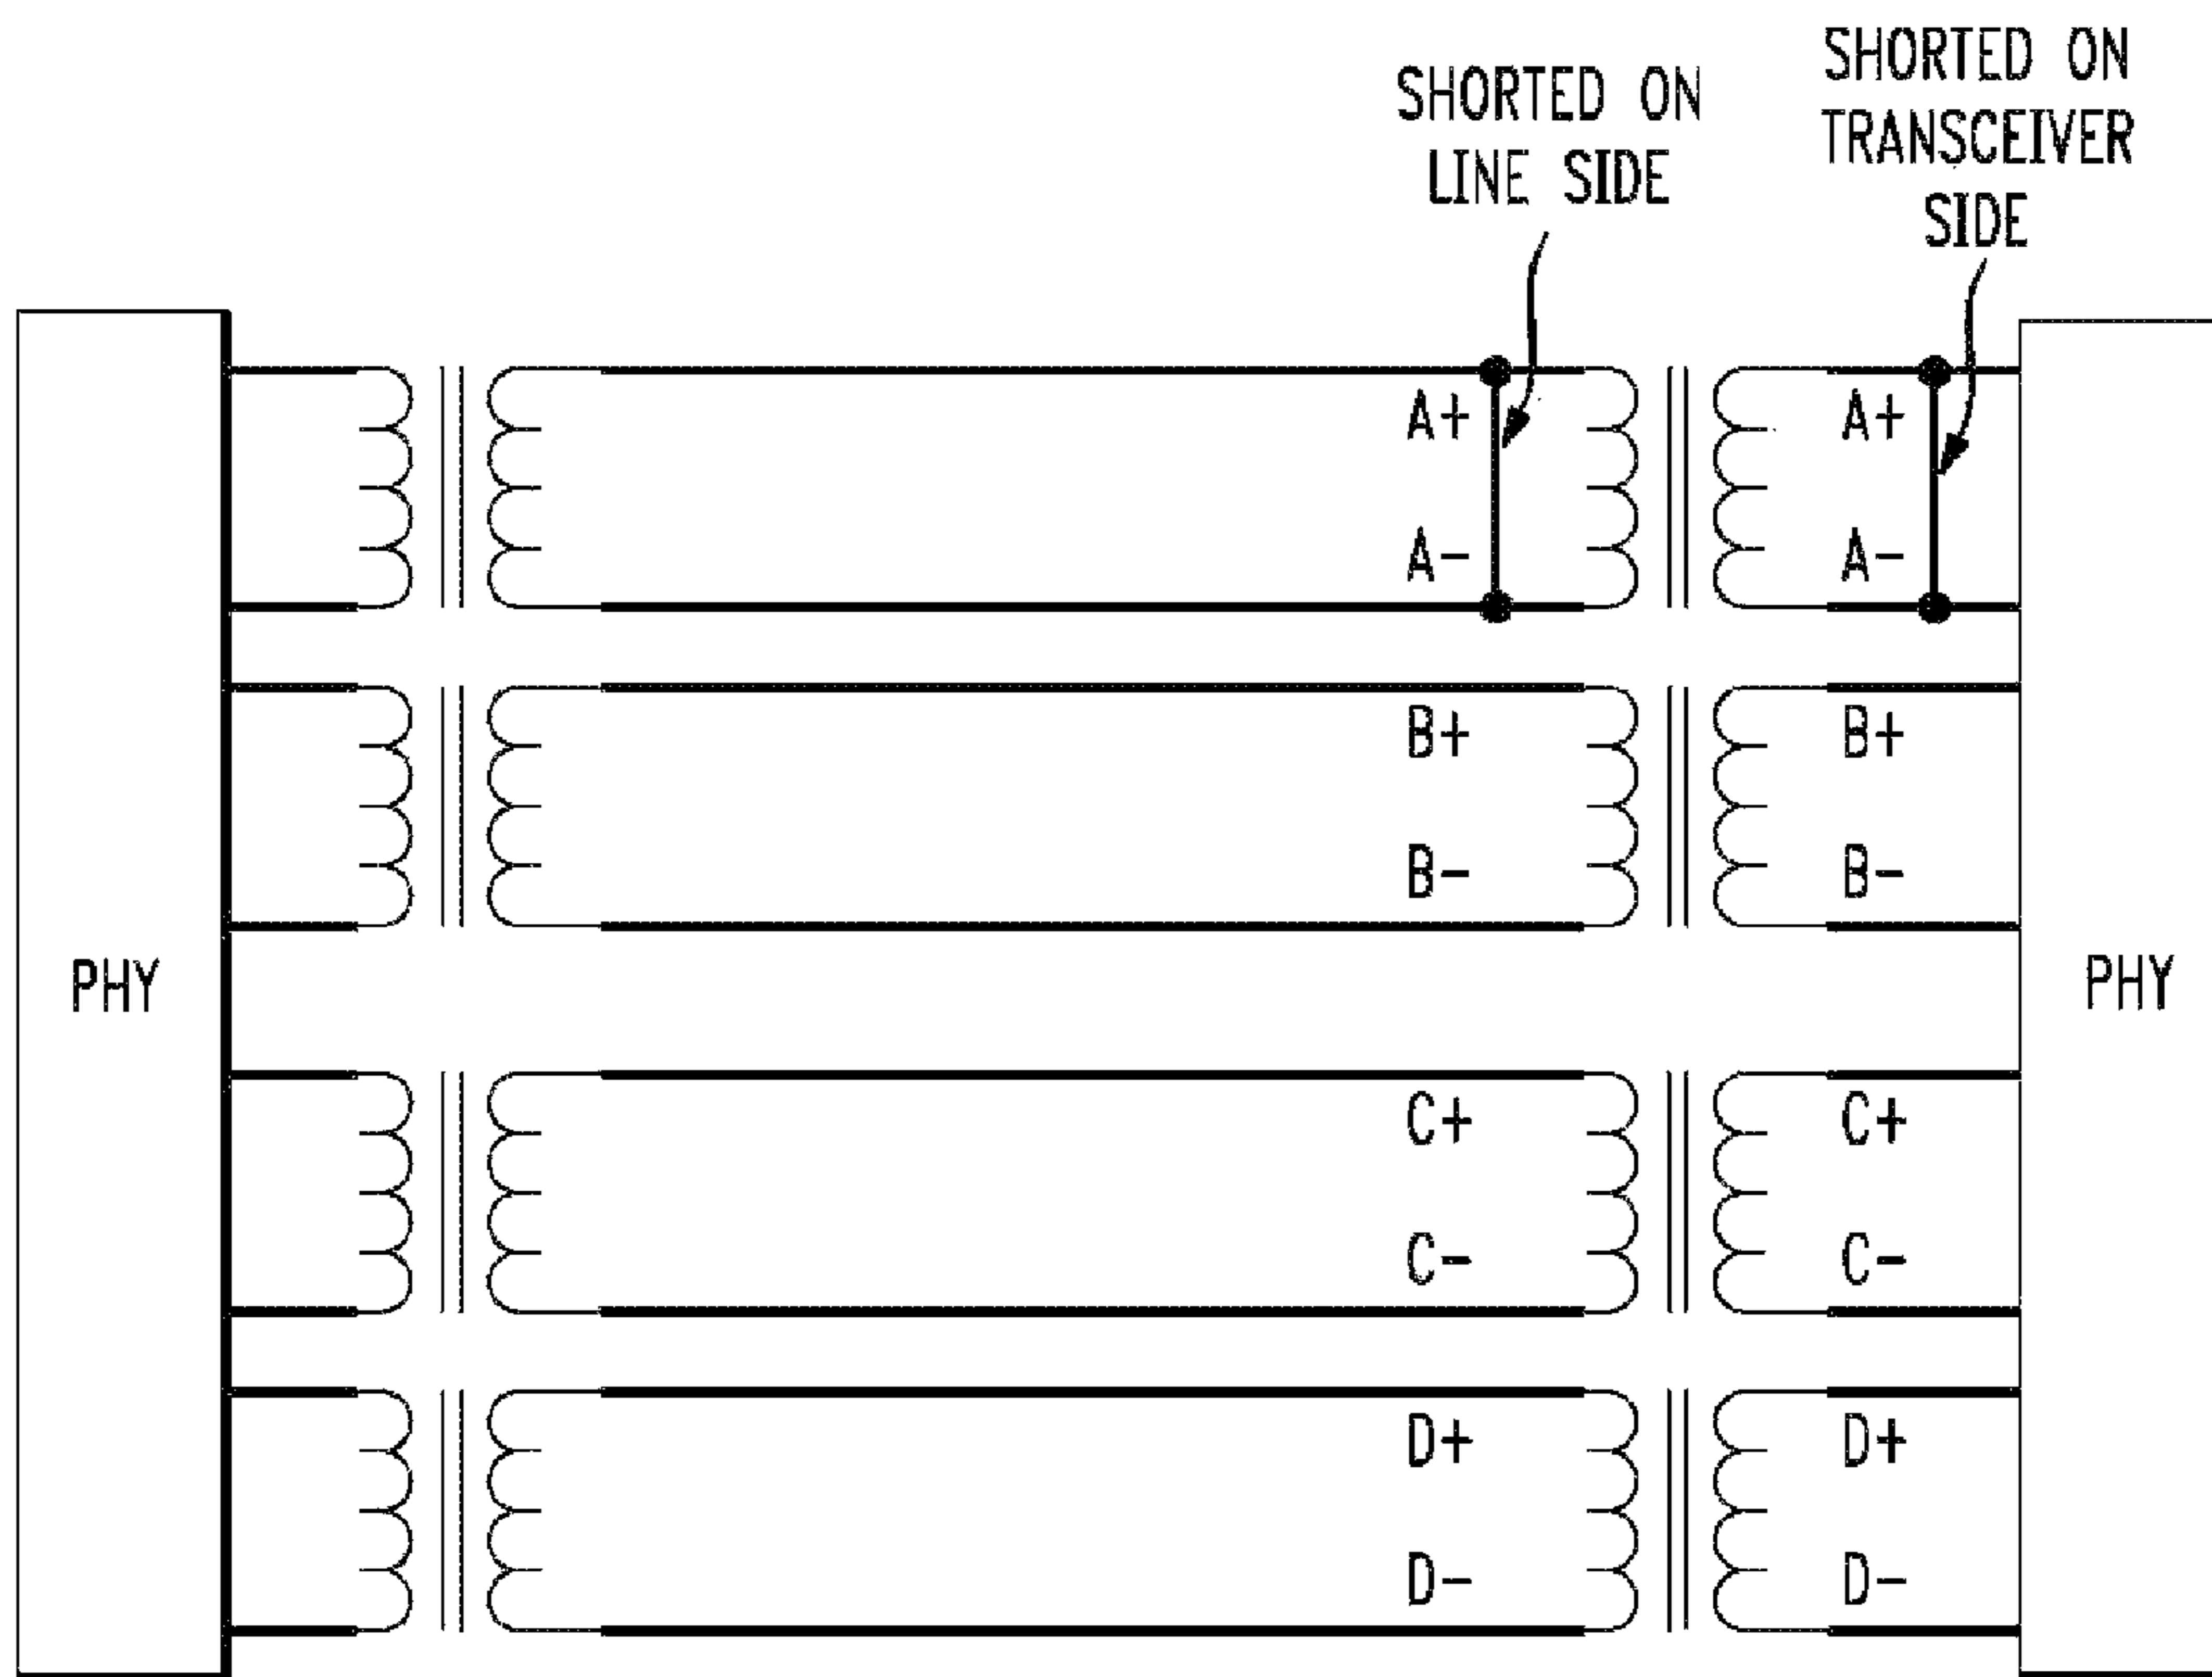 SHORTED ON
LINE SIDE
SHORTED ON
TRANSCEIVER
SIDE
A+ A+
A- A-
B+ B+
B- B-
PHY PHY
C+ C+
C- C-
D+ D+
D- D-